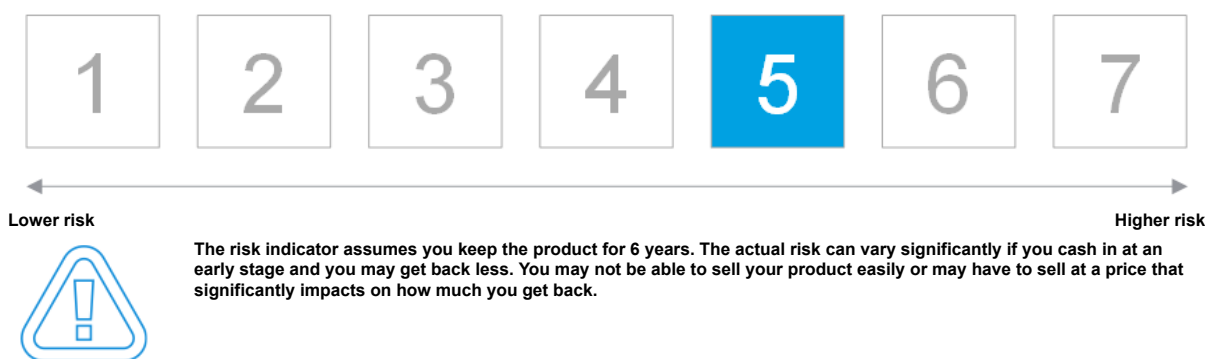 1 2 3 4 5 6 7
Lower risk Higher risk
The risk indicator assumes you keep the product for 6 years. The actual risk can vary significantly if you cash in at an
early stage and you may get back less. You may not be able to sell your product easily or may have to sell at a price that
significantly impacts on how much you get back.